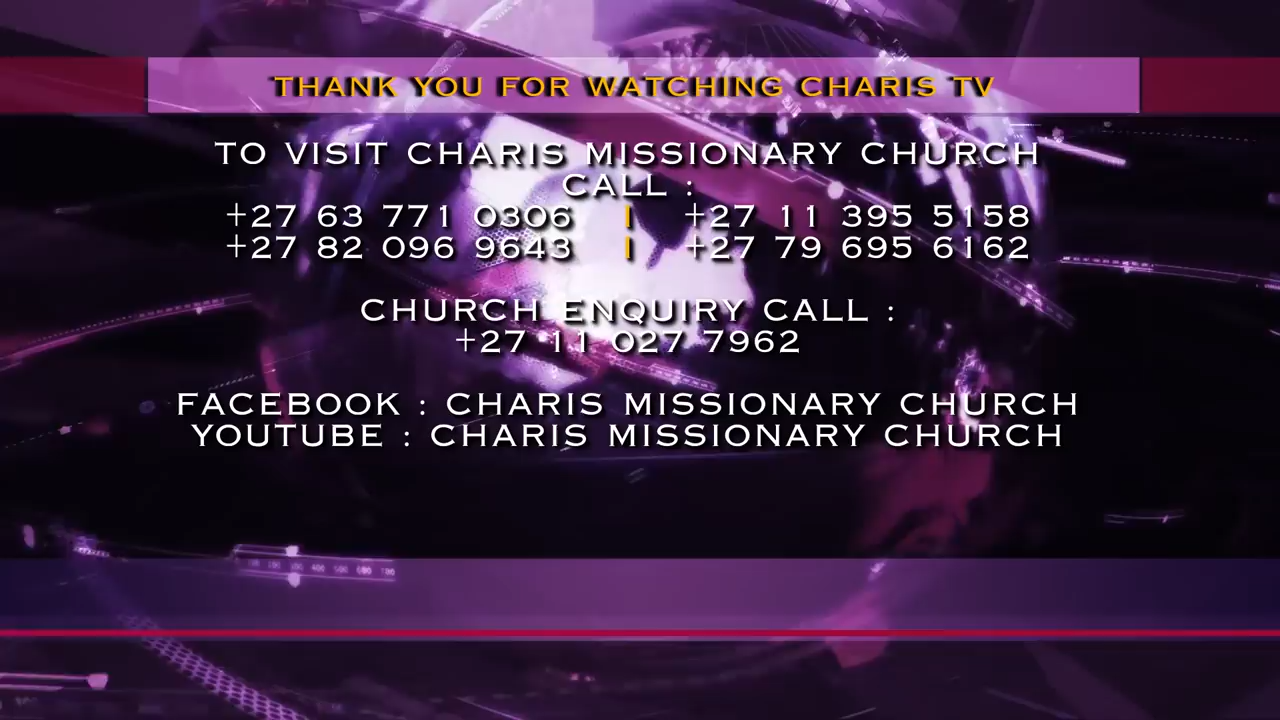 THANK YOU FOR WATCHING CHARIS TV
TO VISIT CHARIS MISSIONARY CHURCH
CALL :
+27 63 771 0306 | +27 11 395 5158
+27 82 096 9643 | +27 79 695 6162
CHURCH ENQUIRY CALL :
+27 11 027 7962
FACEBOOK : CHARIS MISSIONARY CHURCH
YOUTUBE : CHARIS MISSIONARY CHURCH